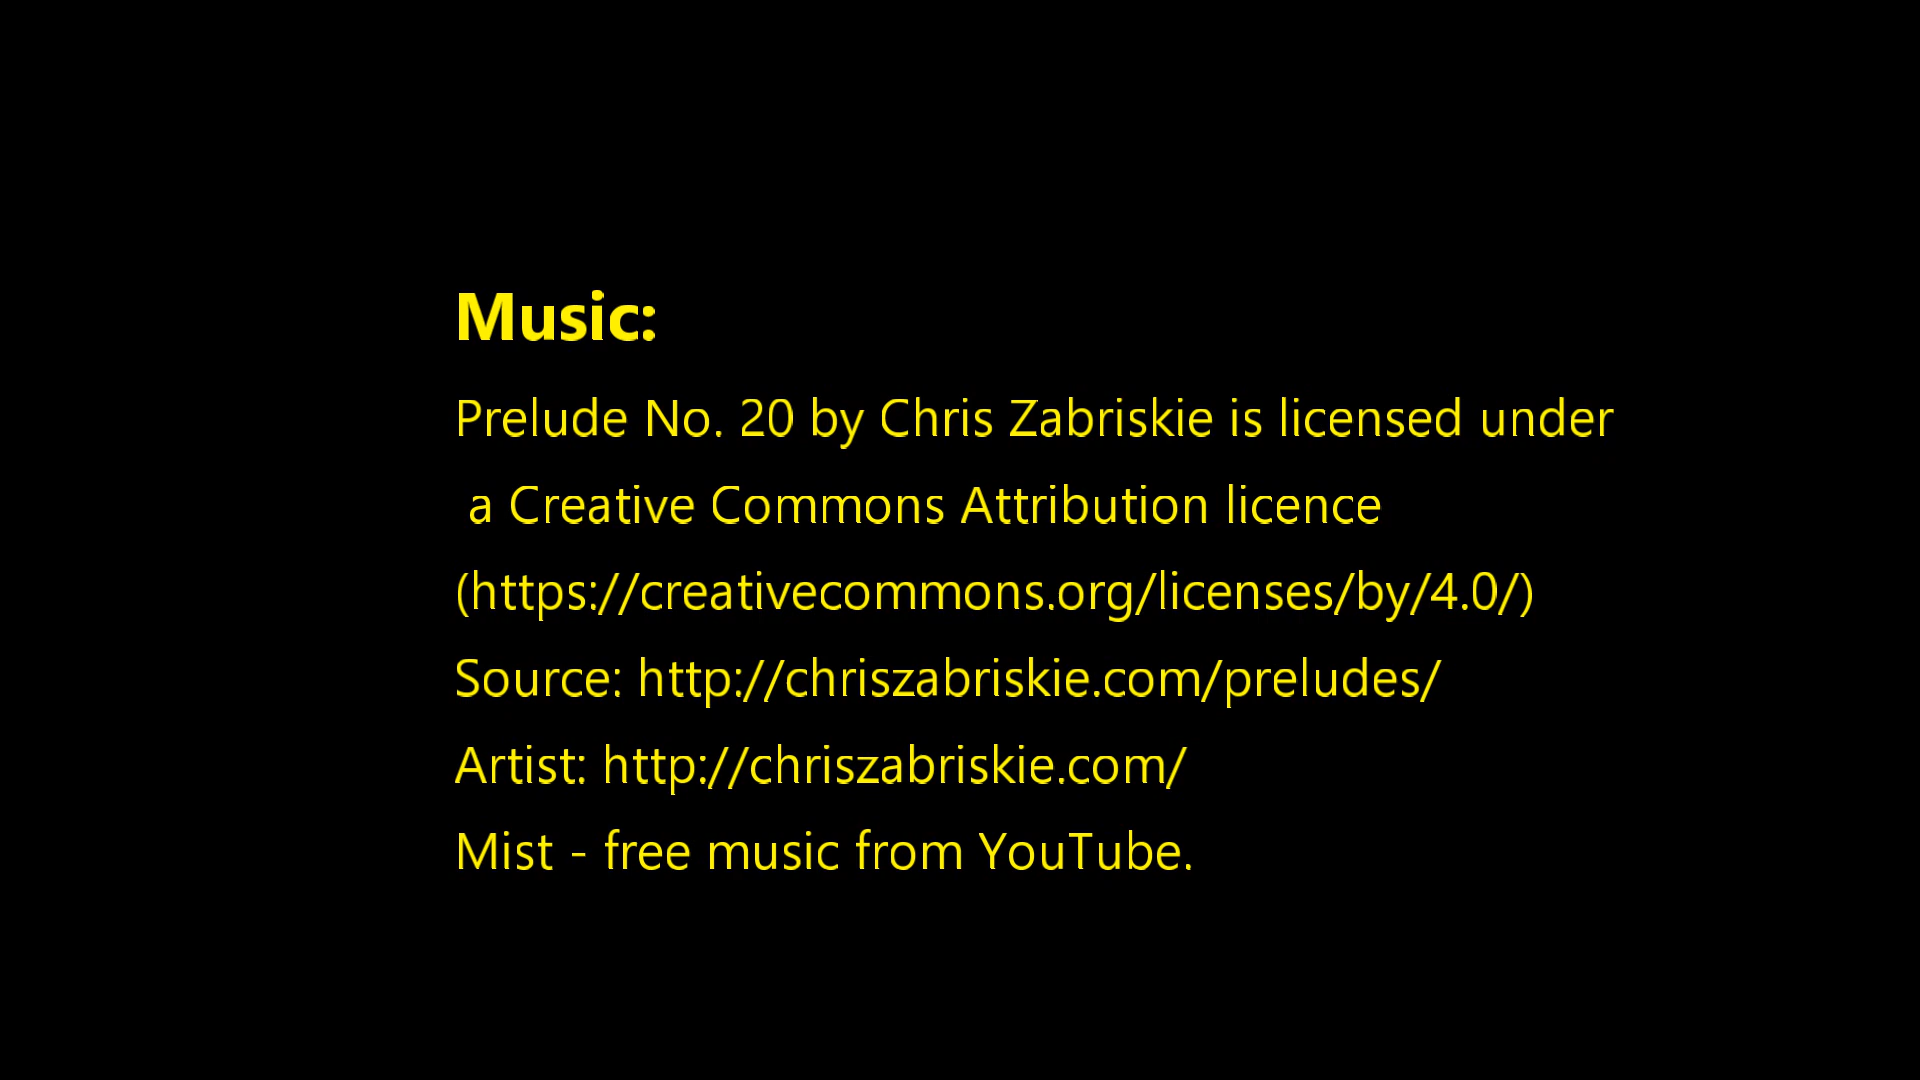 Music:
Prelude No. 20 by Chris Zabriskie is licensed under
a Creative Commons Attribution licence
(https://creativecommons.org/licenses/by/4.0/)
Source: http://chriszabriskie.com/preludes/
Artist: http://chriszabriskie.com/
Mist - free music from YouTube.